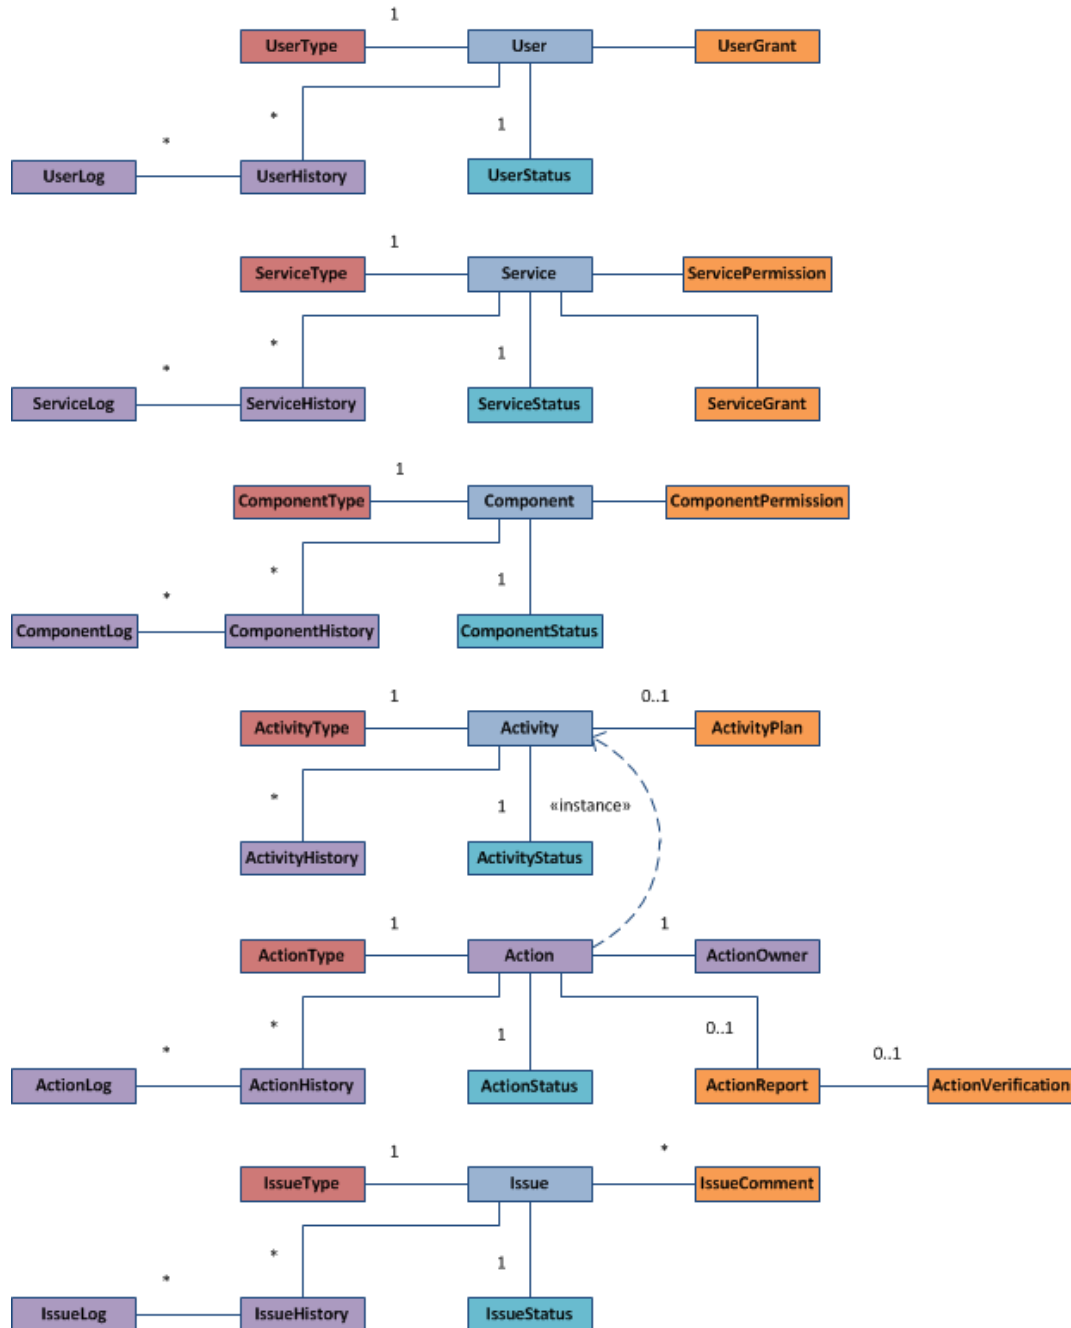 1
UserType
User
UserGrant
*
*
1
UserLog
UserHistory
UserStatus
1
ServiceType
Service
ServicePermission
*
*
1
ServiceLog
ServiceHistory
ServiceStatus
ServiceGrant
1
ComponentType
Component
ComponentPermission
*
*
1
ComponentLog
ComponentHistory
ComponentStatus
1
0..1
ActivityType
Activity
ActivityPlan
*
1
«instance»
ActivityHistory
ActivityStatus
1
1
ActionType
Action
ActionOwner
*
*
1
0..1
0..1
ActionLog
ActionHistory
ActionStatus
ActionReport
ActionVerification
1
*
IssueType
Issue
IssueComment
*
*
1
IssueLog
IssueHistory
IssueStatus